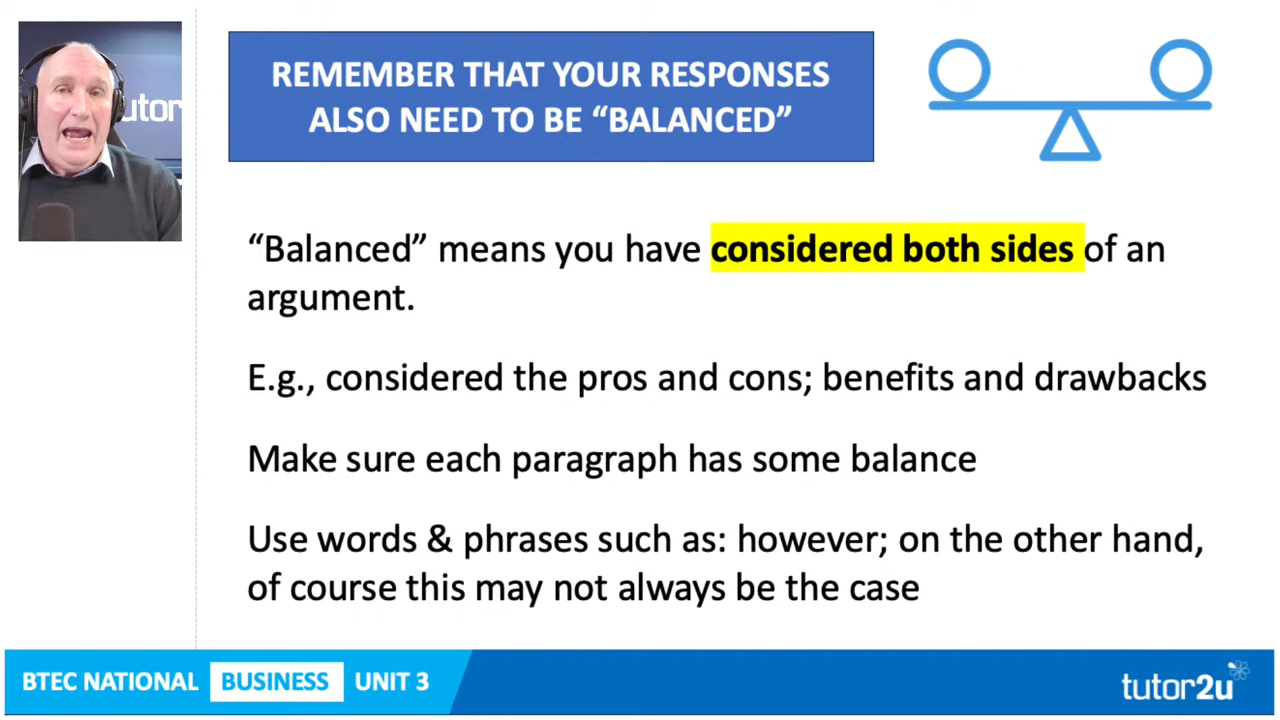 utor
REMEMBER THAT YOUR RESPONSES
ALSO NEED TO BE “BALANCED”
“Balanced” means you have considered both sides of an
argument.
E.g., considered the pros and cons; benefits and drawbacks
Make sure each paragraph has some balance
Use words & phrases such as: however; on the other hand,
of course this may not always be the case
BTEC NATIONAL BUSINESS UNIT 3
tutor2u